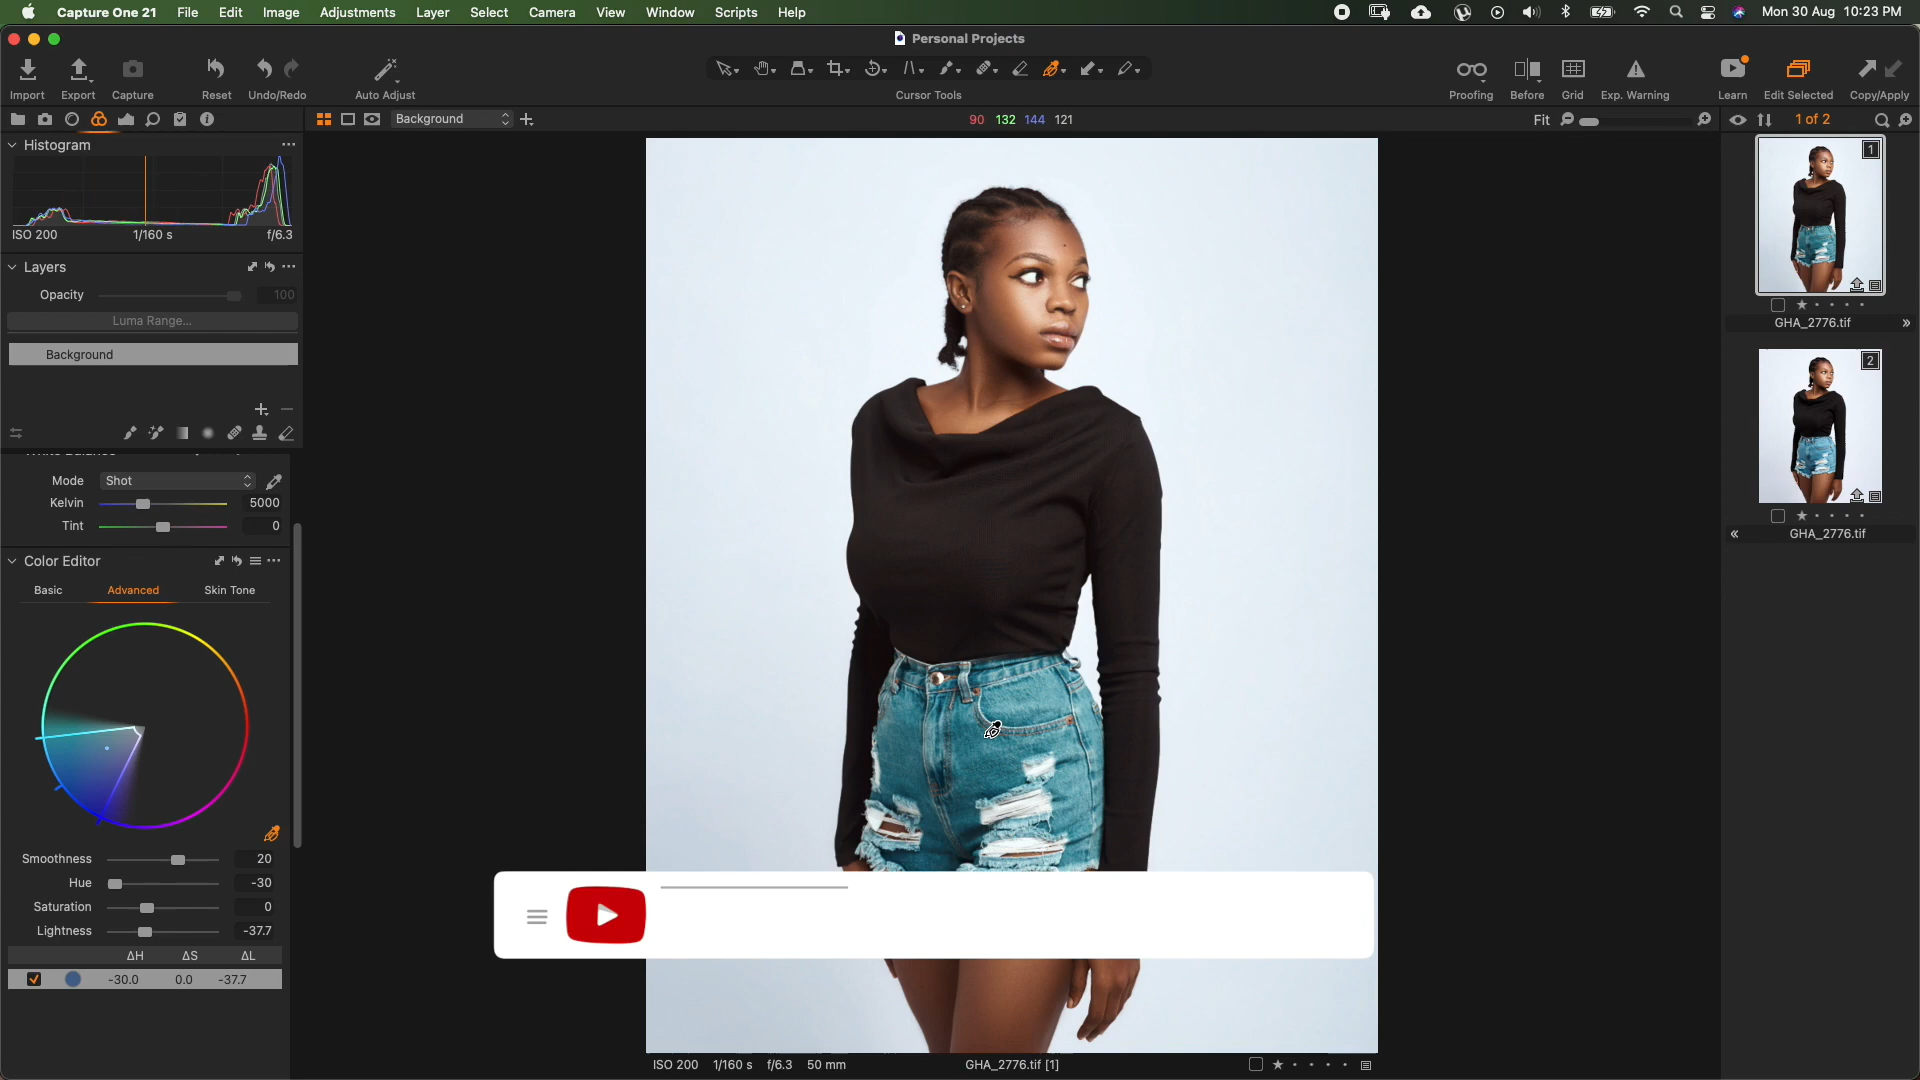 Capture One 21 File Edit Image Adjustments Layer Select Camera View Window Scripts Help Mon 30 Aug 10:23 PM
Personal Projects
Import Export Capture Reset Undo/Redo Auto Adjust Cursor Tools Proofing Before Grid Exp. Warning Learn Edit Selected Copy/Apply
Background 90 132 144 121 Fit 1 of 2
Histogram
ISO 200 1/160 s f/6.3
Layers
Opacity 100
Luma Range...
Background
Mode Shot
Kelvin 5000
Tint 0
Color Editor
Basic Advanced Skin Tone
Smoothness 20
Hue -30
Saturation 0
Lightness -37.7
ΔH ΔS ΔL
-30.0 0.0 -37.7
1
GHA_2776.tif
2
GHA_2776.tif
ISO 200 1/160 s f/6.3 50 mm GHA_2776.tif [1]